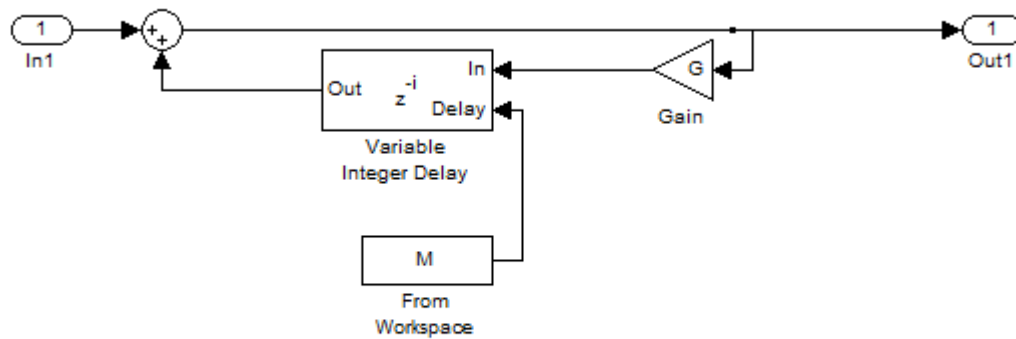 1
In1
+
+
Out
z-i
In
Delay
Variable
Integer Delay
G
Gain
1
Out1
M
From
Workspace